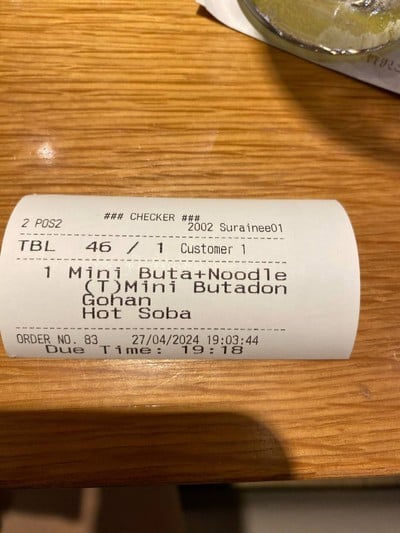 ### CHECKER ###
2 POS2 2002 Surainee01
TBL 46 / 1 Customer 1
1 Mini Buta+Noodle
(T)Mini Butadon
Gohan
Hot Soba
ORDER NO. 83 27/04/2024 19:03:44
Due Time: 19:18